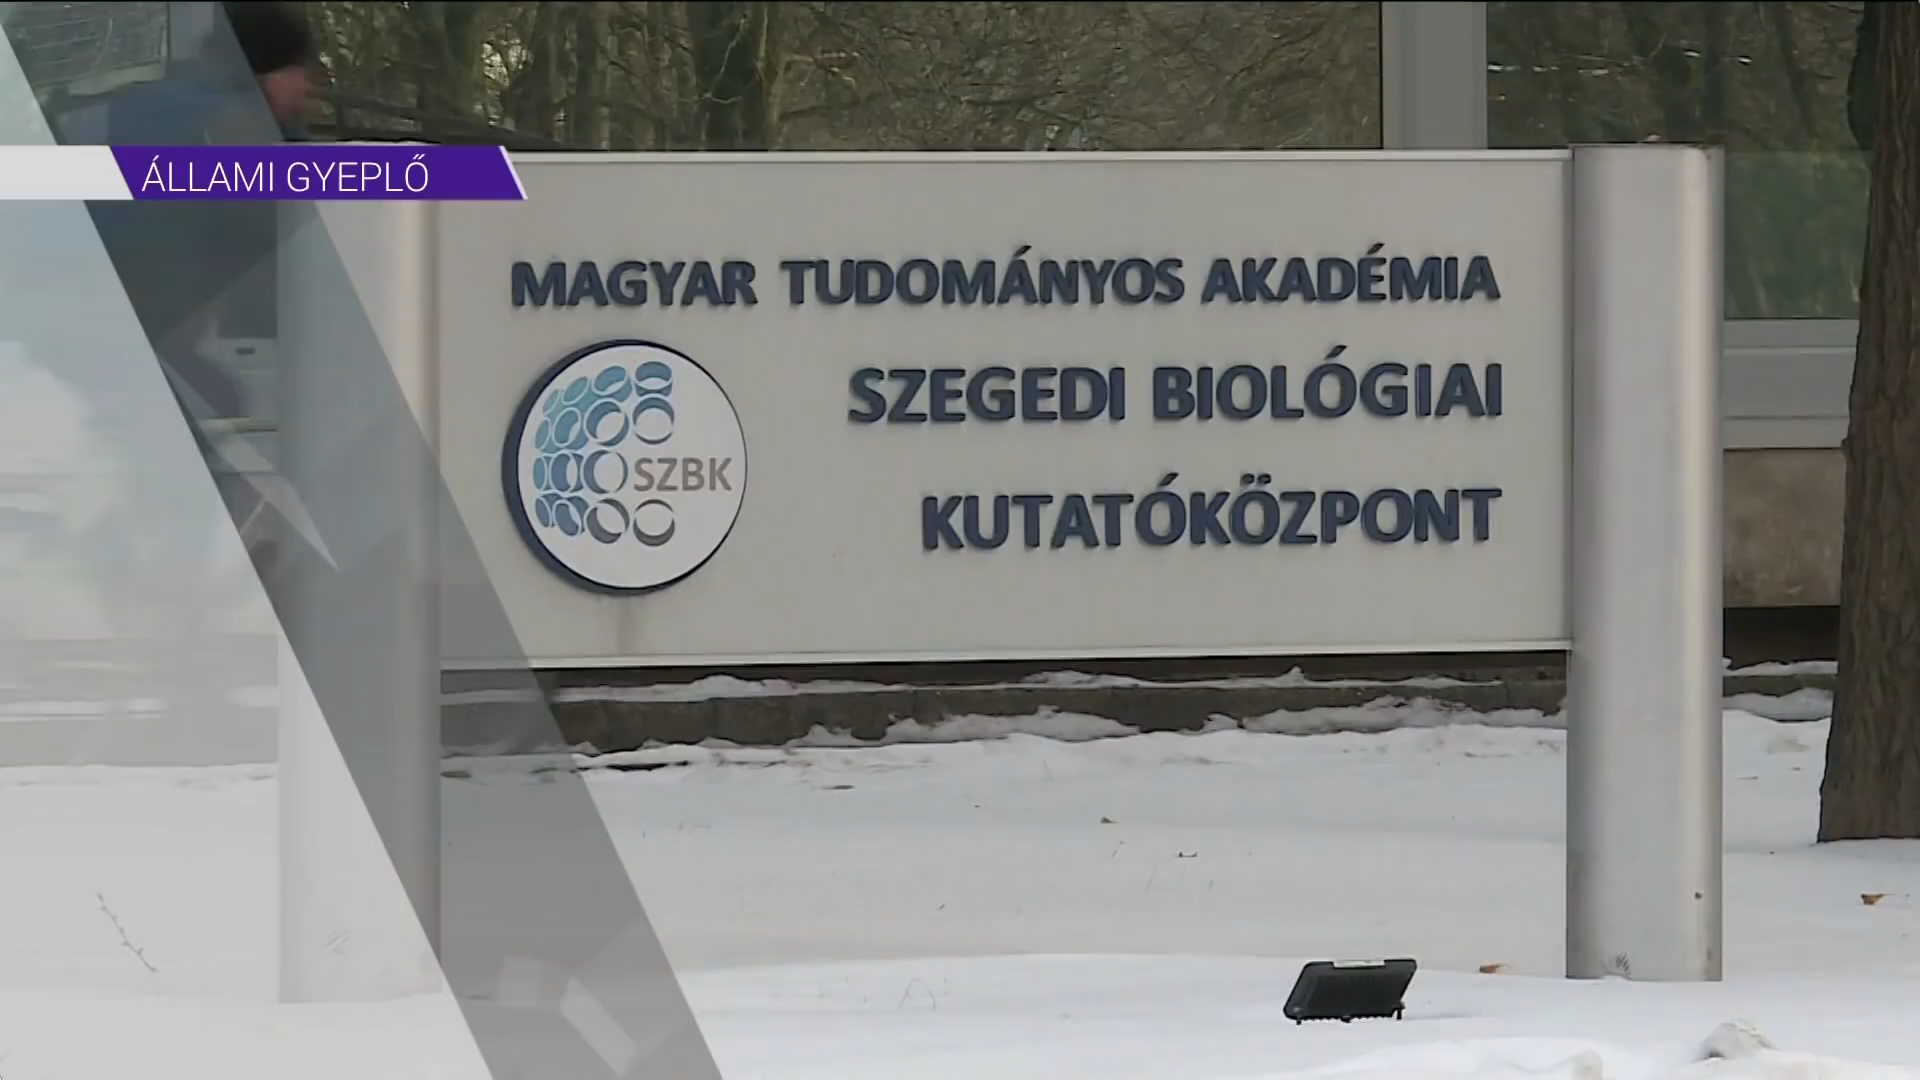 ÁLLAMI GYEPLŐ
MAGYAR TUDOMÁNYOS AKADÉMIA
SZEGEDI BIOLÓGIAI
KUTATÓKÖZPONT
SZBK